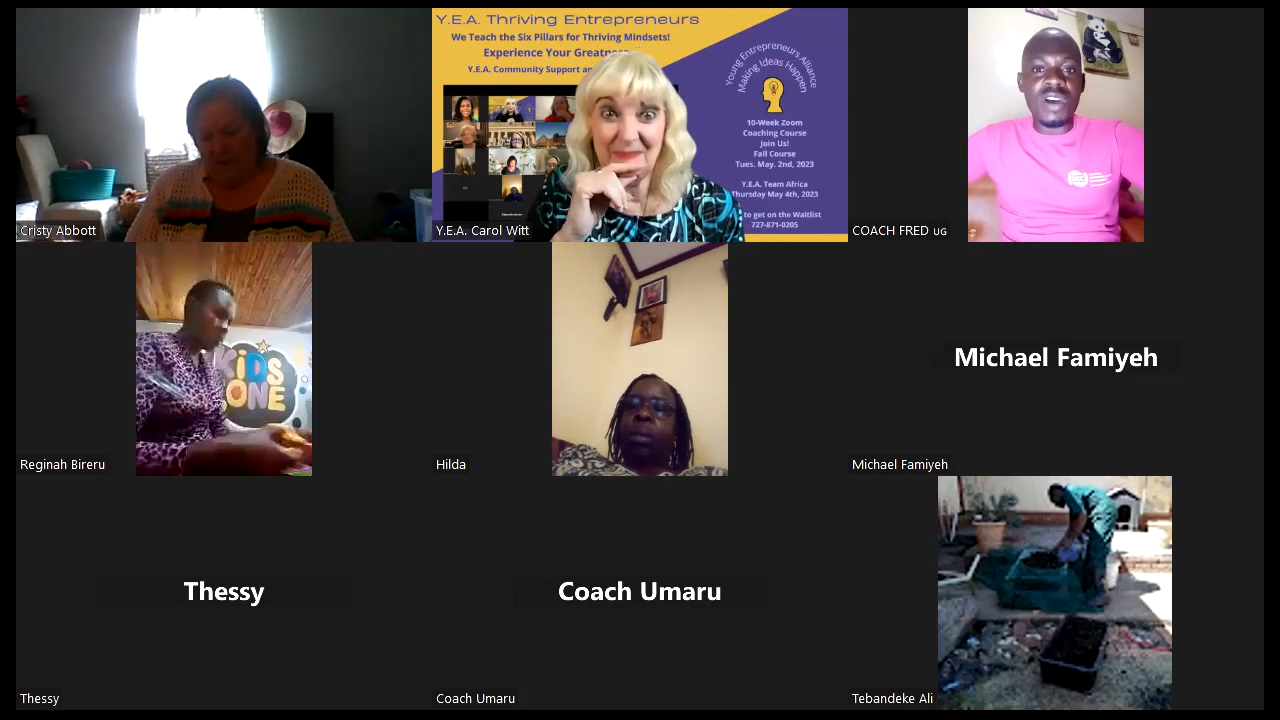 Y.E.A. Thriving Entrepreneurs
We Teach the Six Pillars for Thriving Mindsets!
Experience Your Greatness
Y.E.A. Community Support an
Young Entrepreneurs Alliance
Making Ideas Happen
10-Week Zoom
Coaching Course
Join Us!
Fall Course
Tues. May. 2nd, 2023
Y.E.A. Team Africa
Thursday May 4th, 2023
to get on the Waitlist
727-871-0205
Cristy Abbott
Y.E.A. Carol Witt
COACH FRED UG
KiDS
ONE
Michael Famiyeh
Reginah Bireru
Hilda
Michael Famiyeh
Thessy
Coach Umaru
Thessy
Coach Umaru
Tebandeke Ali